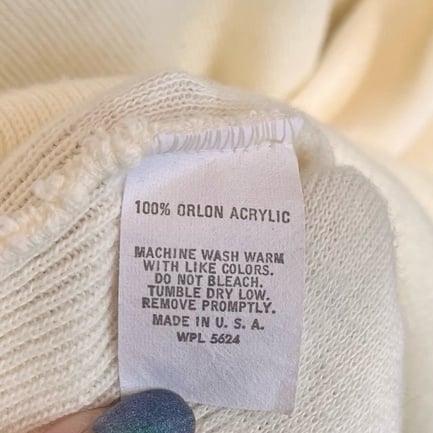 100% ORLON ACRYLIC
MACHINE WASH WARM
WITH LIKE COLORS.
DO NOT BLEACH.
TUMBLE DRY LOW.
REMOVE PROMPTLY.
MADE IN U. S. A.
WPL 5624